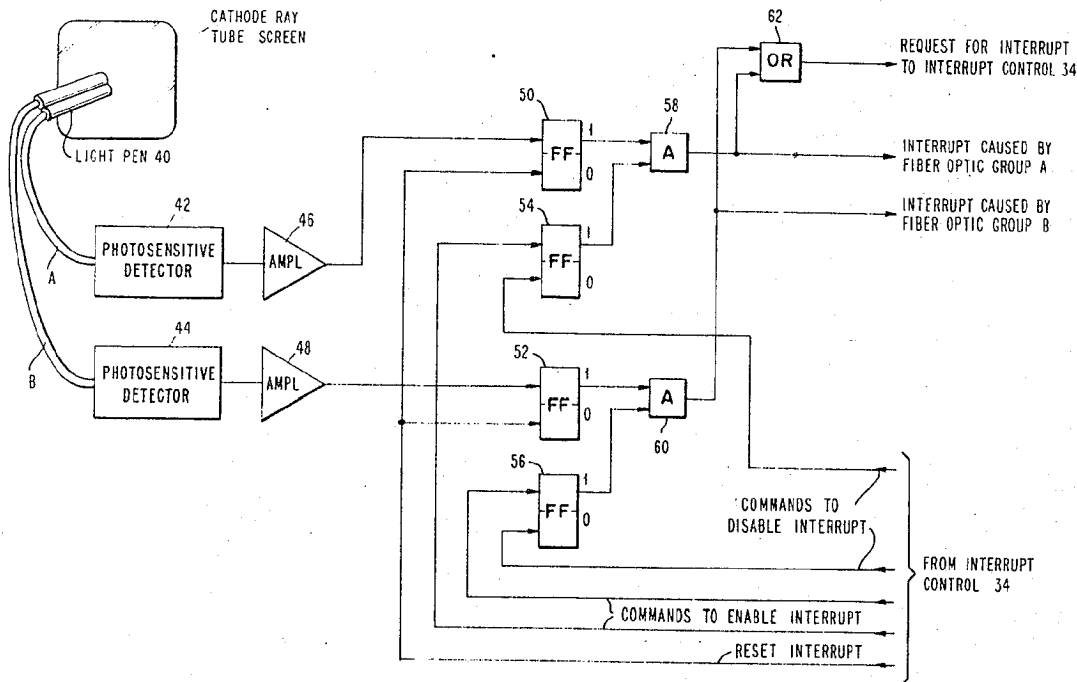 CATHODE RAY
TUBE SCREEN
LIGHT PEN 40
A
B
42
PHOTOSENSITIVE
DETECTOR
46
AMPL
44
PHOTOSENSITIVE
DETECTOR
48
AMPL
50
FF
1
0
54
FF
1
0
52
FF
1
0
56
FF
1
0
58
A
A
60
62
OR
REQUEST FOR INTERRUPT
TO INTERRUPT CONTROL 34
INTERRUPT CAUSED BY
FIBER OPTIC GROUP A
INTERRUPT CAUSED BY
FIBER OPTIC GROUP B
COMMANDS TO
DISABLE INTERRUPT
FROM INTERRUPT
CONTROL 34
COMMANDS TO ENABLE INTERRUPT
RESET INTERRUPT